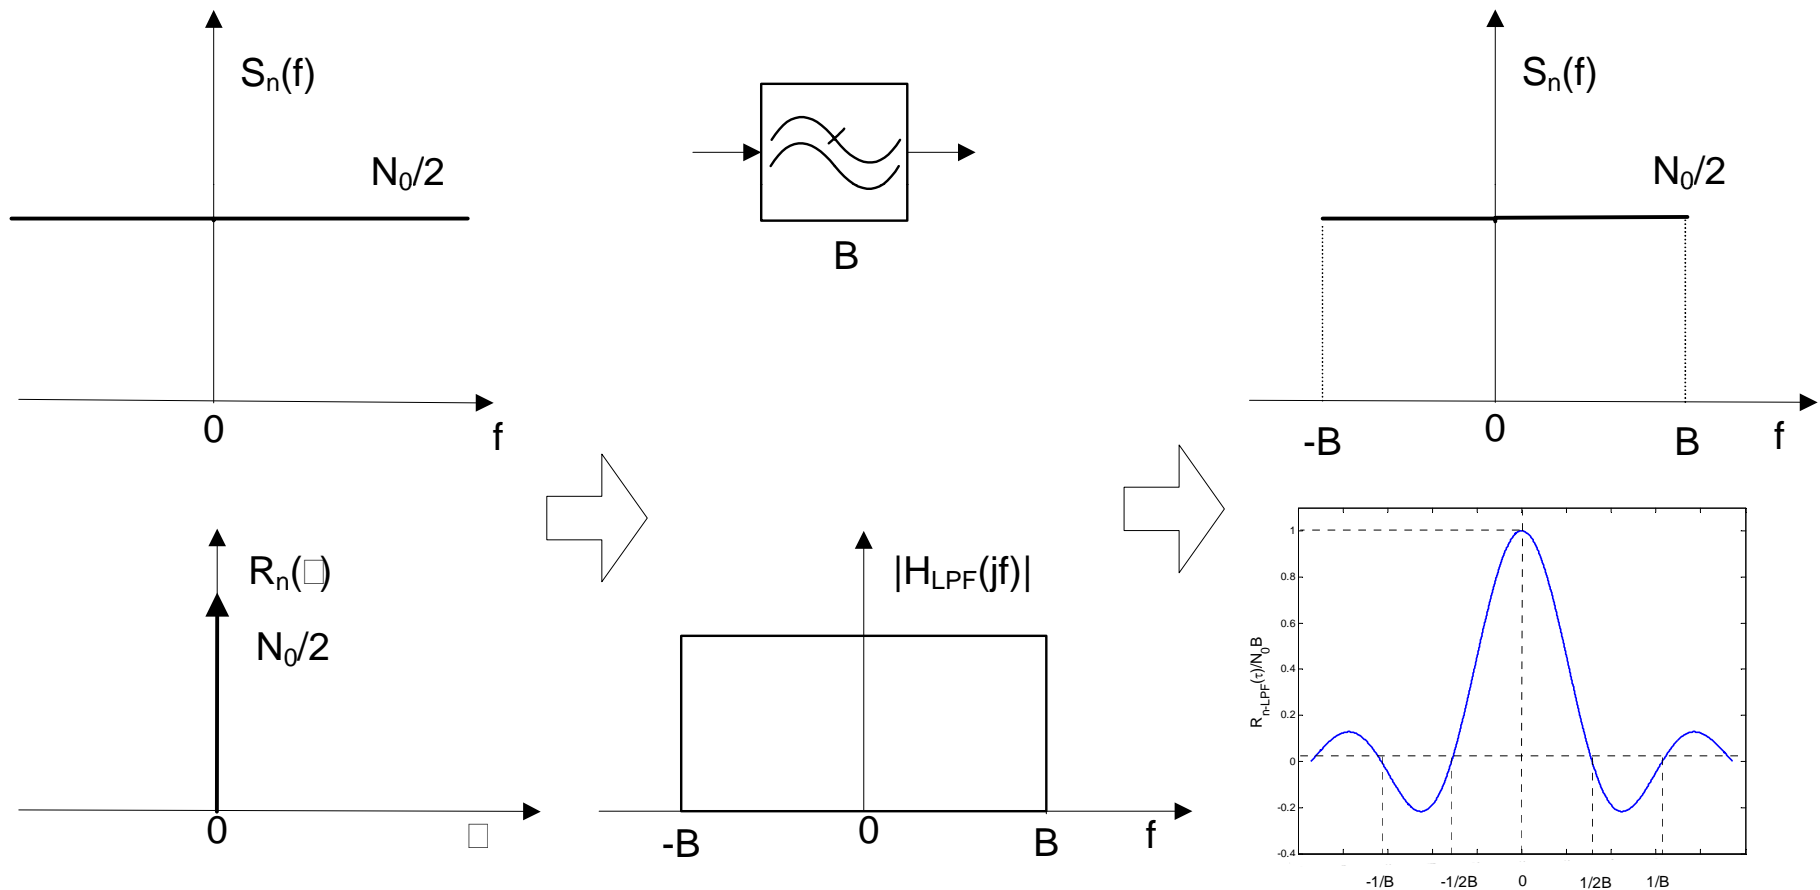 Sn(f)
N0/2
0
f
B
Sn(f)
N0/2
-B
0
B
f
Rn(□)
N0/2
0
□
|HLPF(jf)|
-B
0
B
f
Rn-LPF(τ)/N0B
1
0.8
0.6
0.4
0.2
0
-0.2
-0.4
-1/B
-1/2B
0
1/2B
1/B